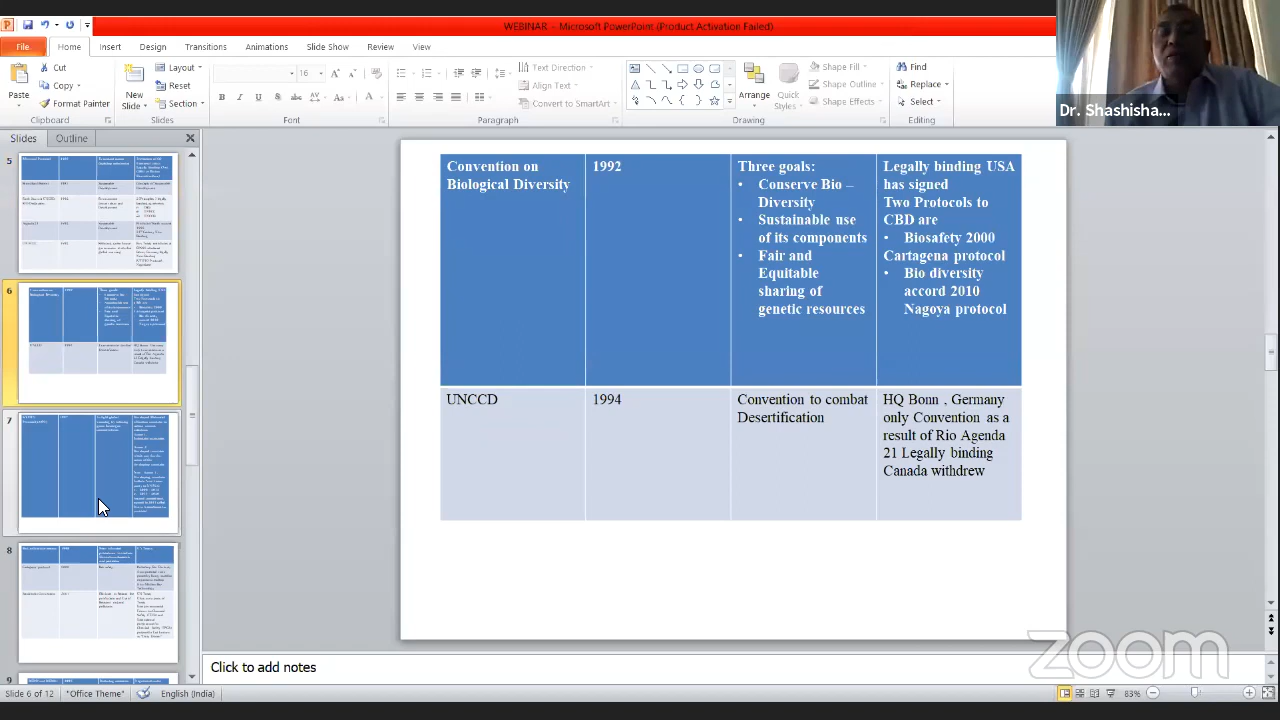 WEBINAR - Microsoft PowerPoint (Product Activation Failed)
File Home Insert Design Transitions Animations Slide Show Review View
Paste
Cut
Copy
Format Painter
Clipboard
New
Slide
Layout
Reset
Section
Slides
16
Font
Text Direction
Align Text
Convert to SmartArt
Paragraph
Arrange
Quick
Styles
Shape Fill
Shape Outline
Shape Effects
Drawing
Find
Replace
Select
Editing
Dr. Shashisha...
Slides Outline
5
6
7
8
9
Convention on
Biological Diversity
1992
Three goals:
• Conserve Bio –
Diversity
• Sustainable use
of its components
• Fair and
Equitable
sharing of
genetic resources
Legally binding USA
has signed
Two Protocols to
CBD are
• Biosafety 2000
Cartagena protocol
• Bio diversity
accord 2010
Nagoya protocol
UNCCD
1994
Convention to combat
Desertification
HQ Bonn , Germany
only Convention as a
result of Rio Agenda
21 Legally binding
Canada withdrew
zoom
Click to add notes
Slide 6 of 12 "Office Theme" English (India) 83%